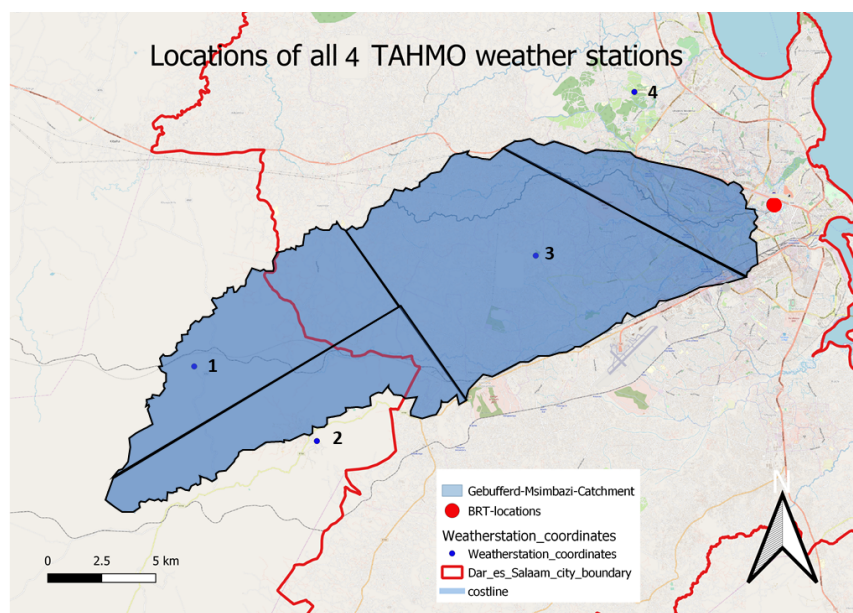 Locations of all 4 TAHMO weather stations
4
3
1
2
N
Gebufferd-Msimbazi-Catchment
BRT-locations
Weatherstation_coordinates
Weatherstation_coordinates
Dar_es_Salaam_city_boundary
costline
0 2.5 5 km